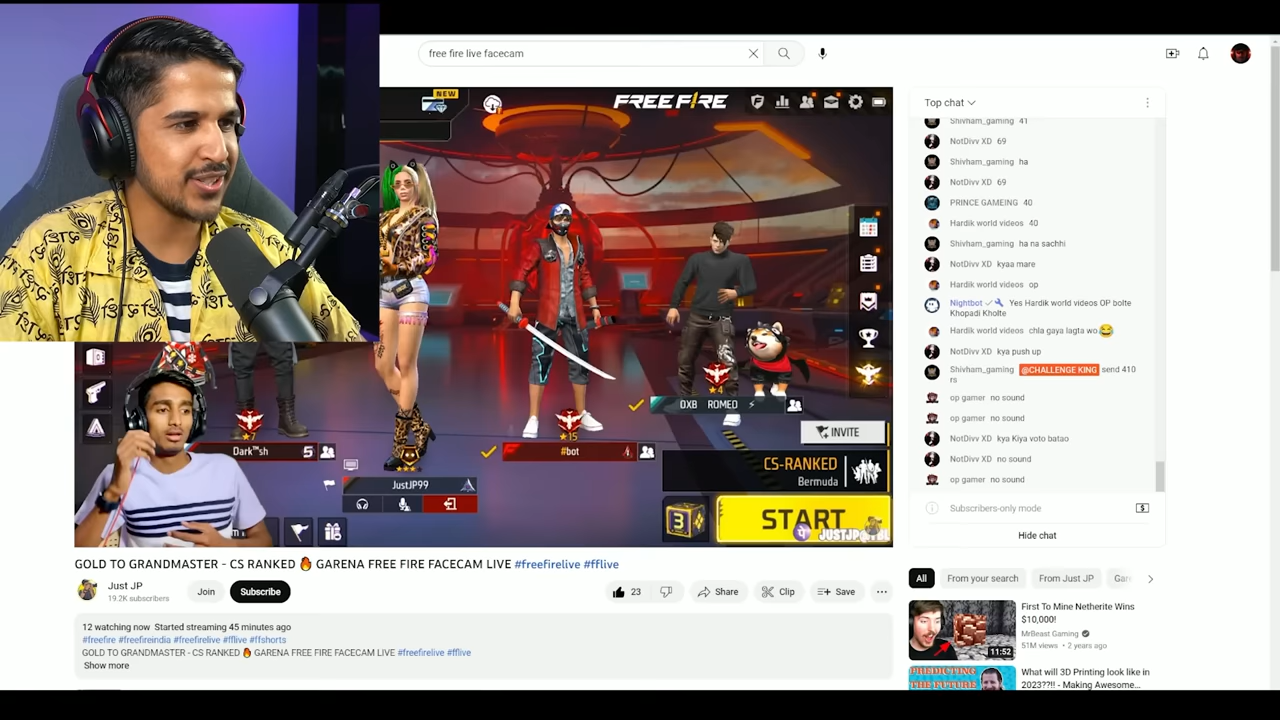 free fire live facecam
NEW
FREE FIRE
Top chat
Shivham_gaming 41
NotDivv XD 69
Shivham_gaming ha
NotDivv XD 69
PRINCE GAMEING 40
Hardik world videos 40
Shivham_gaming ha na sachhi
NotDivv XD kyaa mare
Hardik world videos op
Nightbot Yes Hardik world videos OP bolte
Khopadi Kholte
Hardik world videos chla gaya lagta wo😂
NotDivv XD kya push up
Shivham_gaming @CHALLENGE KING send 410
rs
op gamer no sound
op gamer no sound
NotDivv XD kya Kiya voto batao
NotDivv XD no sound
op gamer no sound
Subscribers-only mode
Hide chat
★7
★15
★4
OXB ROMEO ⚡
INVITE
Dark™sh 5
#bot
CS-RANKED
Bermuda
JustJP99
3
START
GOLD TO GRANDMASTER - CS RANKED 🔥 GARENA FREE FIRE FACECAM LIVE #freefirelive #fflive
Just JP
19.2K subscribers
Join
Subscribe
23
Share
Clip
Save
12 watching now Started streaming 45 minutes ago
#freefire #freefireindia #freefirelive #fflive #ffshorts
GOLD TO GRANDMASTER - CS RANKED 🔥 GARENA FREE FIRE FACECAM LIVE #freefirelive #fflive
Show more
All
From your search
From Just JP
First To Mine Netherite Wins
$10,000!
MrBeast Gaming
51M views • 2 years ago
11:52
PREDICTING
THE FUTURE
What will 3D Printing look like in
2023??!! - Making Awesome...